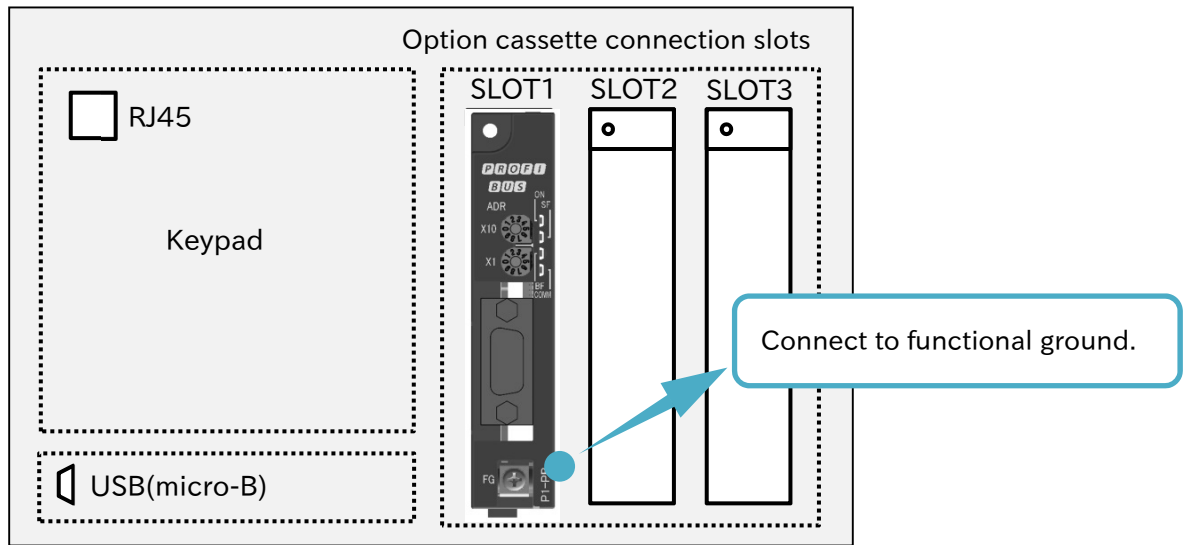 Option cassette connection slots
RJ45
Keypad
USB(micro-B)
SLOT1 SLOT2 SLOT3
PROFI
BUS
ON
ADR SF
X10
X1
BF
COMM
FG
Connect to functional ground.